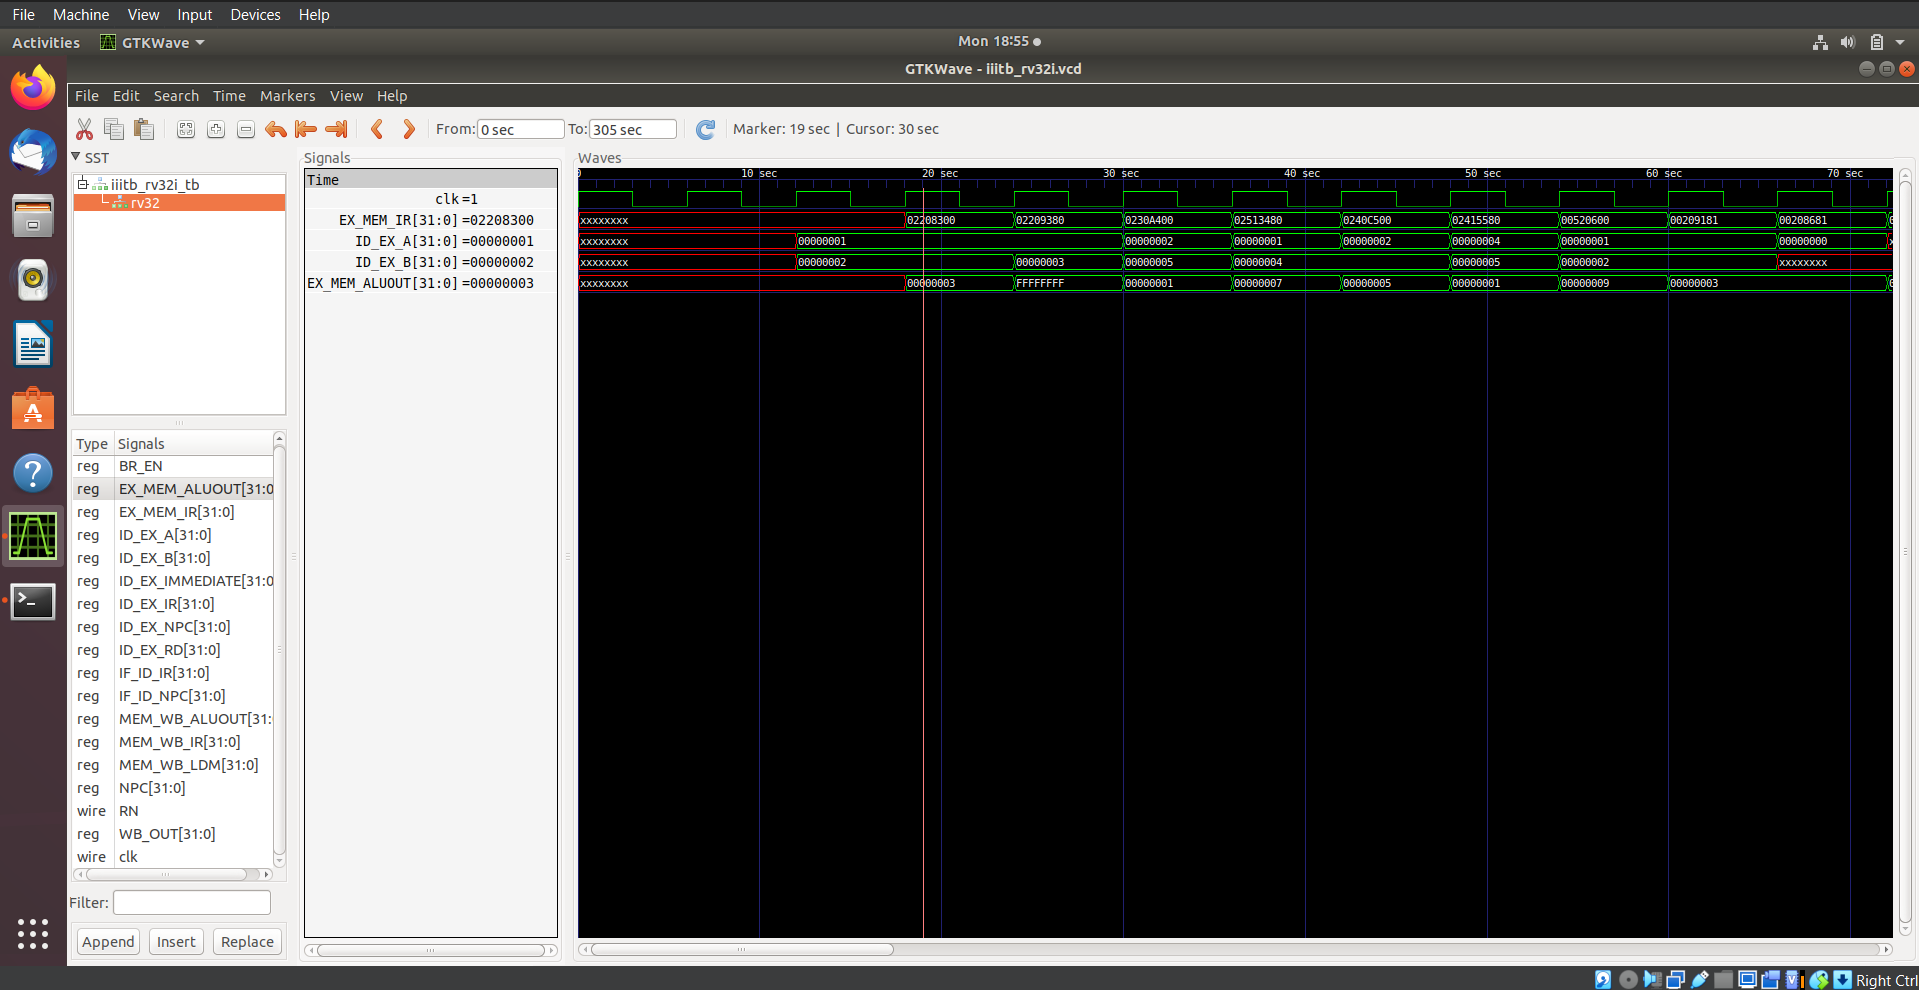 File Machine View Input Devices Help
Activities GTKWave Mon 18:55
GTKWave - iiitb_rv32i.vcd
File Edit Search Time Markers View Help
From: 0 sec To: 305 sec Marker: 19 sec | Cursor: 30 sec
SST
iiitb_rv32i_tb
rv32
Type Signals
reg BR_EN
reg EX_MEM_ALUOUT[31:0
reg EX_MEM_IR[31:0]
reg ID_EX_A[31:0]
reg ID_EX_B[31:0]
reg ID_EX_IMMEDIATE[31:0
reg ID_EX_IR[31:0]
reg ID_EX_NPC[31:0]
reg ID_EX_RD[31:0]
reg IF_ID_IR[31:0]
reg IF_ID_NPC[31:0]
reg MEM_WB_ALUOUT[31:
reg MEM_WB_IR[31:0]
reg MEM_WB_LDM[31:0]
reg NPC[31:0]
wire RN
reg WB_OUT[31:0]
wire clk
Filter:
Append Insert Replace
Signals
Time
clk=1
EX_MEM_IR[31:0]=02208300
ID_EX_A[31:0]=00000001
ID_EX_B[31:0]=00000002
EX_MEM_ALUOUT[31:0]=00000003
Waves
0 10 sec 20 sec 30 sec 40 sec 50 sec 60 sec 70 sec
xxxxxxxx 02208300 02209380 0230A400 02513480 0240C500 02415580 00520600 00209181 00208681
xxxxxxxx 00000001 00000002 00000001 00000002 00000004 00000001 00000000
xxxxxxxx 00000002 00000003 00000005 00000004 00000005 00000002 xxxxxxxx
xxxxxxxx 00000003 FFFFFFFF 00000001 00000007 00000005 00000001 00000009 00000003
Right Ctrl